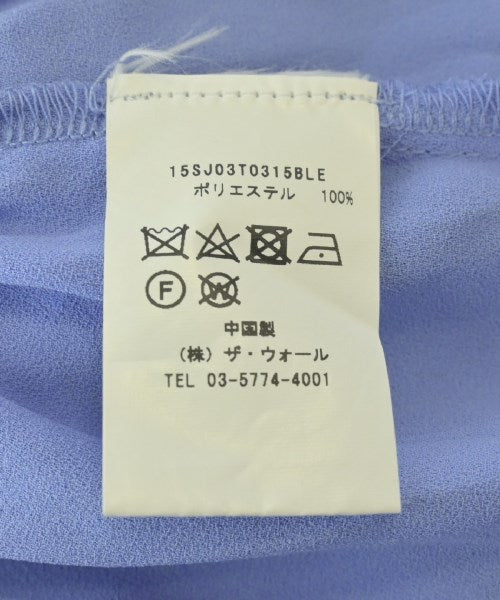 15SJ03T0315BLE
ポリエステル 100%
F
W
中国製
(株) ザ・ウォール
TEL 03-5774-4001